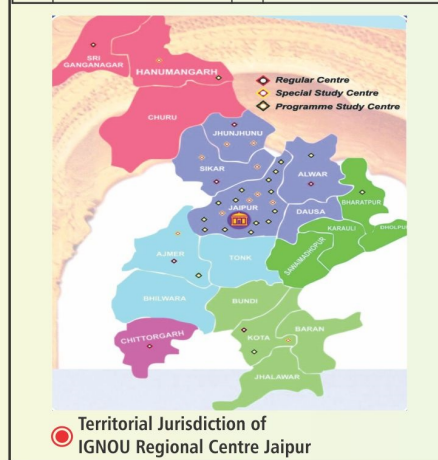 SRI
GANGANAGAR
HANUMANGARH
Regular Centre
Special Study Centre
Programme Study Centre
CHURU
JHUNJHUNU
SIKAR
ALWAR
JAIPUR
BHARATPUR
DAUSA
KARAULI
DHOLPUR
SAWAIMADHOPUR
AJMER
TONK
BHILWARA
BUNDI
CHITTORGARH
KOTA
BARAN
JHALAWAR
Territorial Jurisdiction of
IGNOU Regional Centre Jaipur